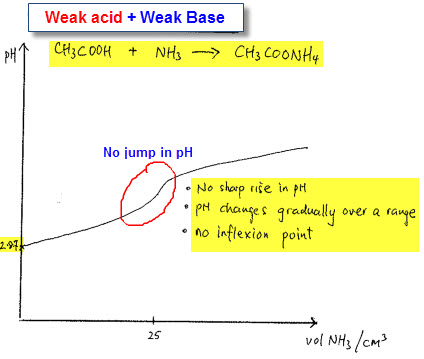 Weak acid + Weak Base
pH
CH3COOH + NH3 → CH3COONH4
No jump in pH
• No sharp rise in pH
• pH changes gradually over a range
• no inflexion point
2.87
25
vol NH3/cm3